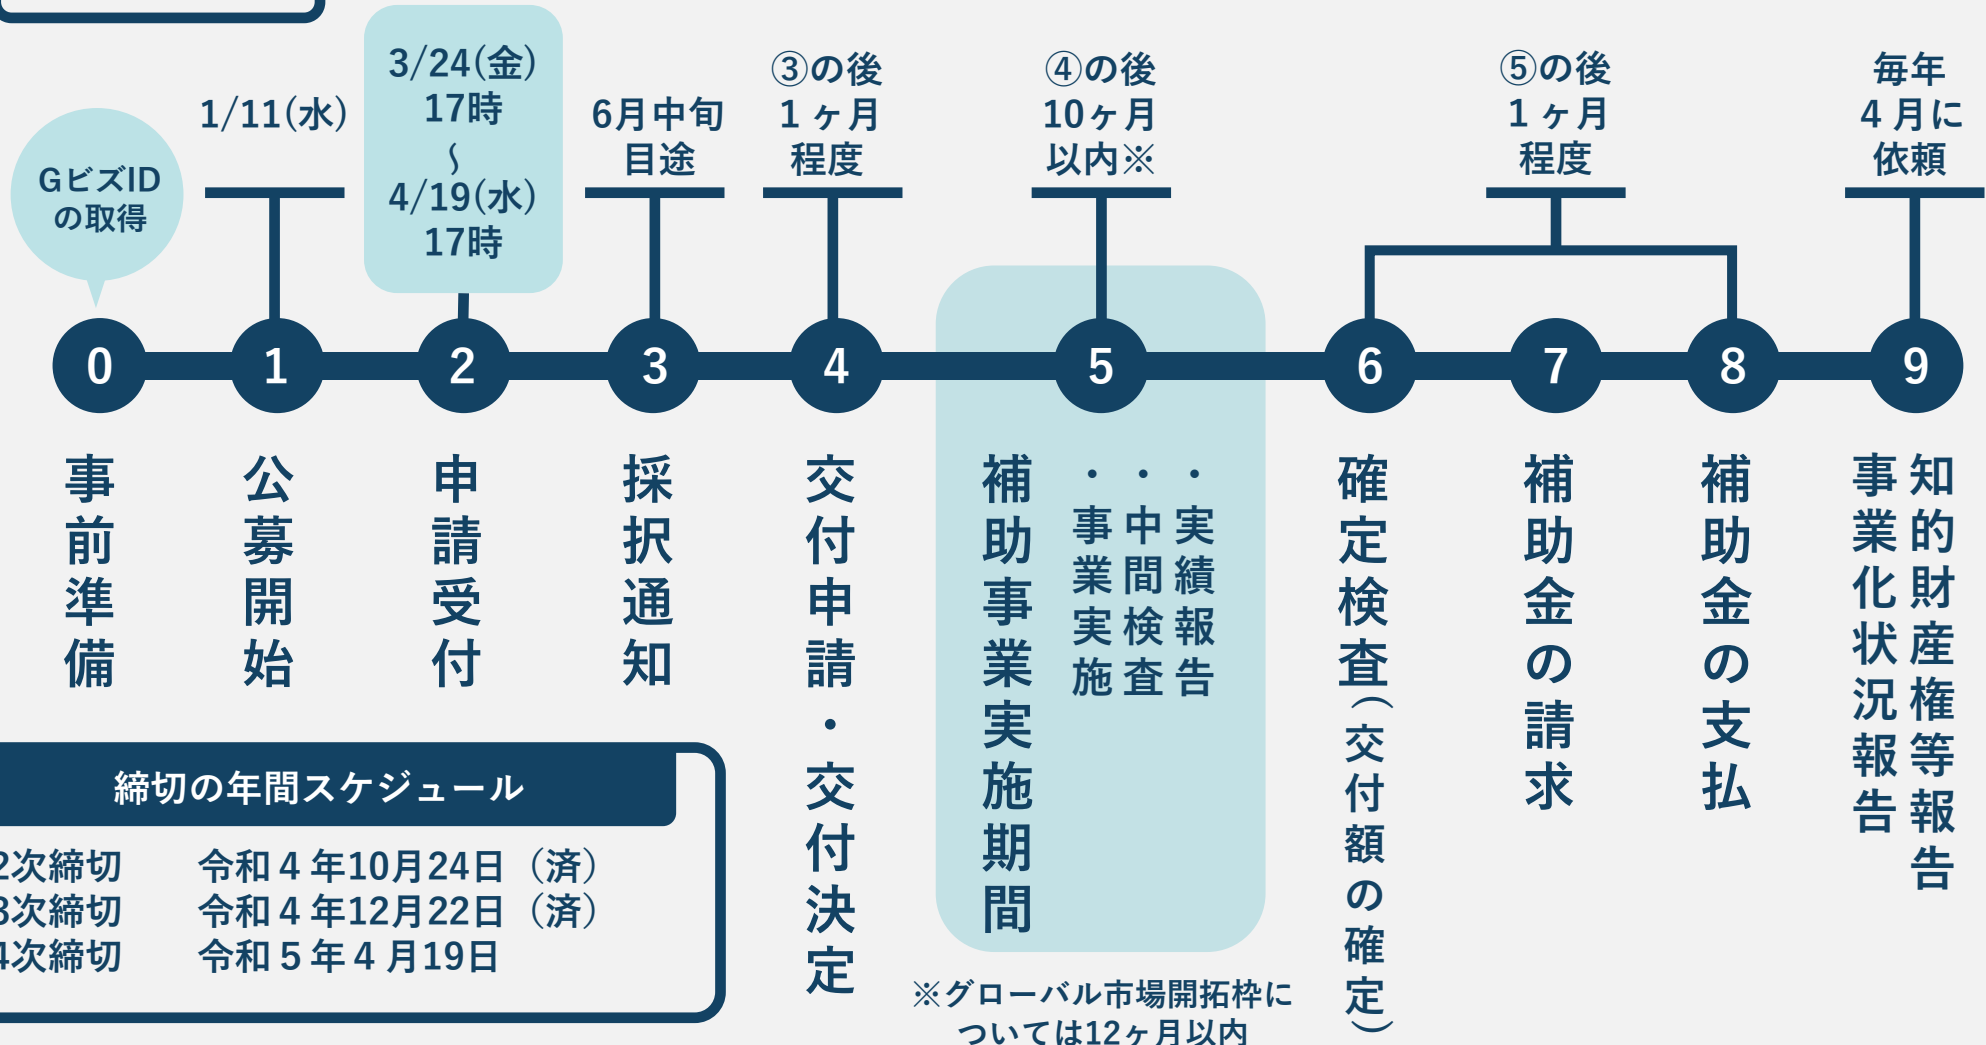 GビズID
の取得
1/11(水)
3/24(金)
17時
〜
4/19(水)
17時
6月中旬
目途
③の後
1ヶ月
程度
④の後
10ヶ月
以内※
⑤の後
1ヶ月
程度
毎年
4月に
依頼
0
1
2
3
4
5
6
7
8
9
事前準備
公募開始
申請受付
採択通知
交付申請・交付決定
補助事業実施期間
・事業実施
・中間検査
・実績報告
確定検査(交付額の確定)
補助金の請求
補助金の支払
知的財産権等報告
事業化状況報告
締切の年間スケジュール
2次締切 令和4年10月24日（済）
3次締切 令和4年12月22日（済）
4次締切 令和5年4月19日
※グローバル市場開拓枠に
ついては12ヶ月以内